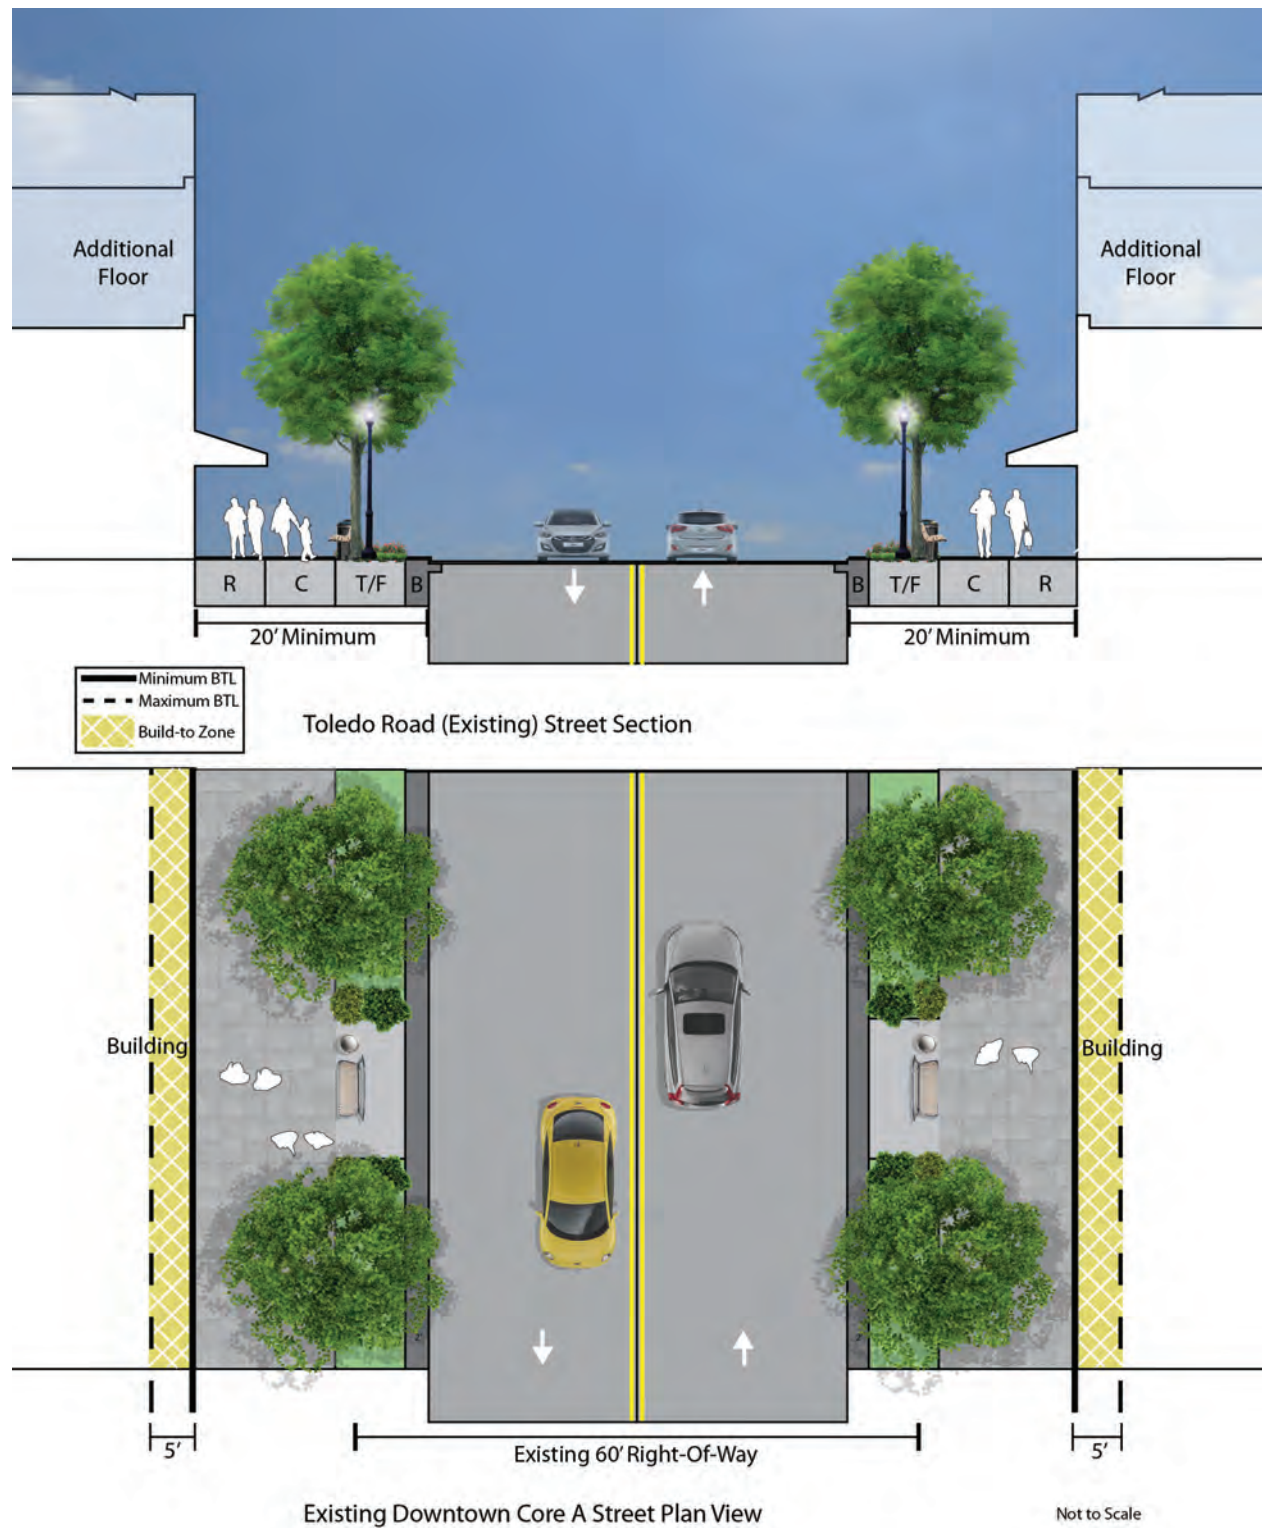 Additional
Floor
Additional
Floor
R C T/F B
B T/F C R
20' Minimum
20' Minimum
Minimum BTL
Maximum BTL
Build-to Zone
Toledo Road (Existing) Street Section
Building
Building
5'
Existing 60' Right-Of-Way
5'
Existing Downtown Core A Street Plan View
Not to Scale